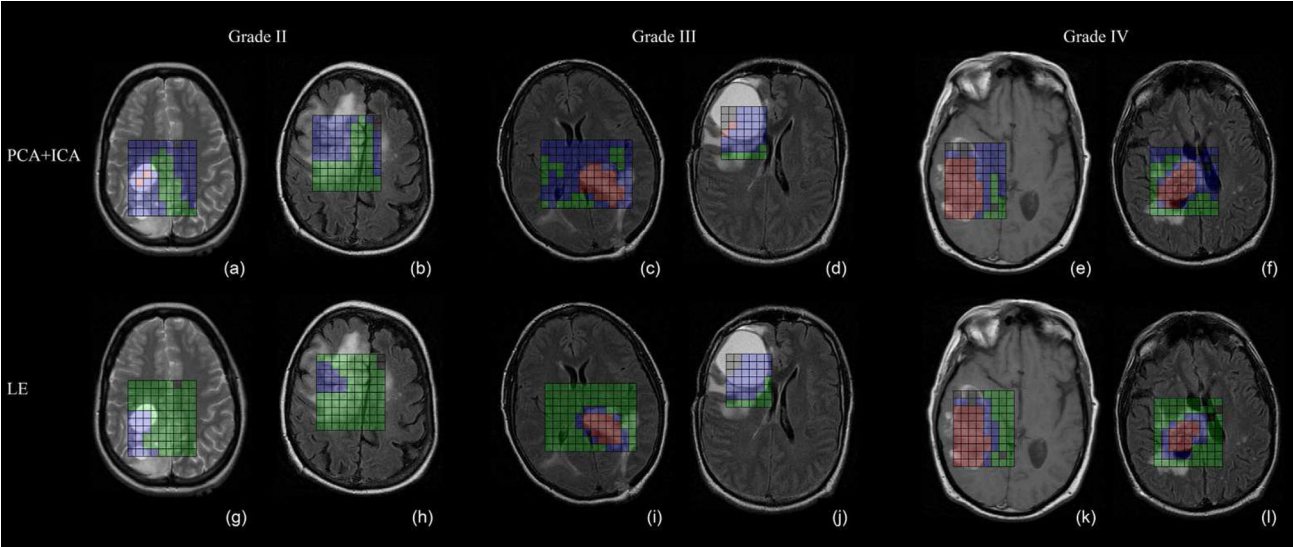 Grade II Grade III Grade IV
PCA+ICA
(a) (b) (c) (d) (e) (f)
LE
(g) (h) (i) (j) (k) (l)